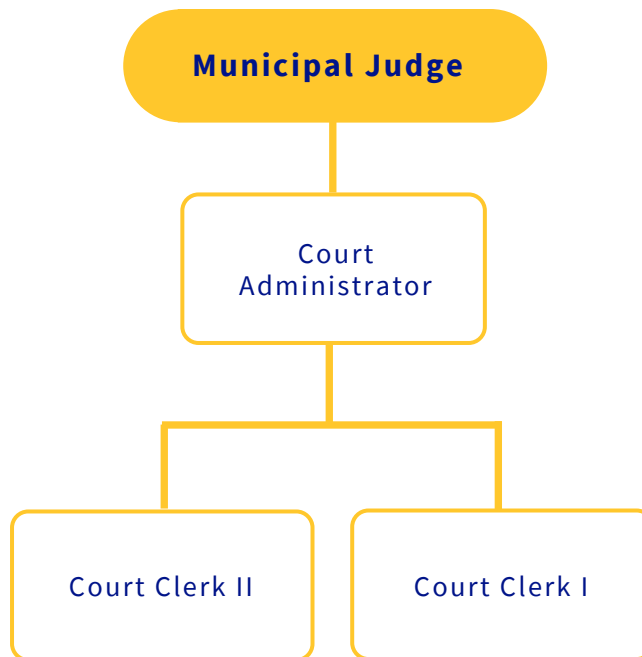 Municipal Judge
Court
Administrator
Court Clerk II
Court Clerk I